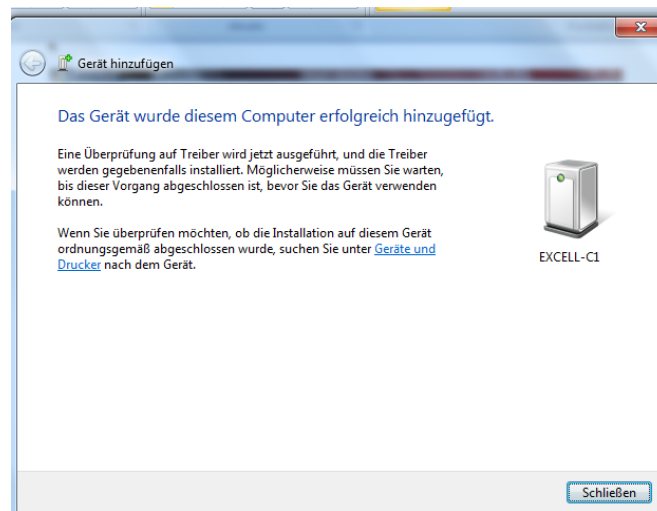 Gerät hinzufügen
Das Gerät wurde diesem Computer erfolgreich hinzugefügt.
Eine Überprüfung auf Treiber wird jetzt ausgeführt, und die Treiber
werden gegebenenfalls installiert. Möglicherweise müssen Sie warten,
bis dieser Vorgang abgeschlossen ist, bevor Sie das Gerät verwenden
können.
Wenn Sie überprüfen möchten, ob die Installation auf diesem Gerät
ordnungsgemäß abgeschlossen wurde, suchen Sie unter Geräte und
Drucker nach dem Gerät.
EXCELL-C1
Schließen